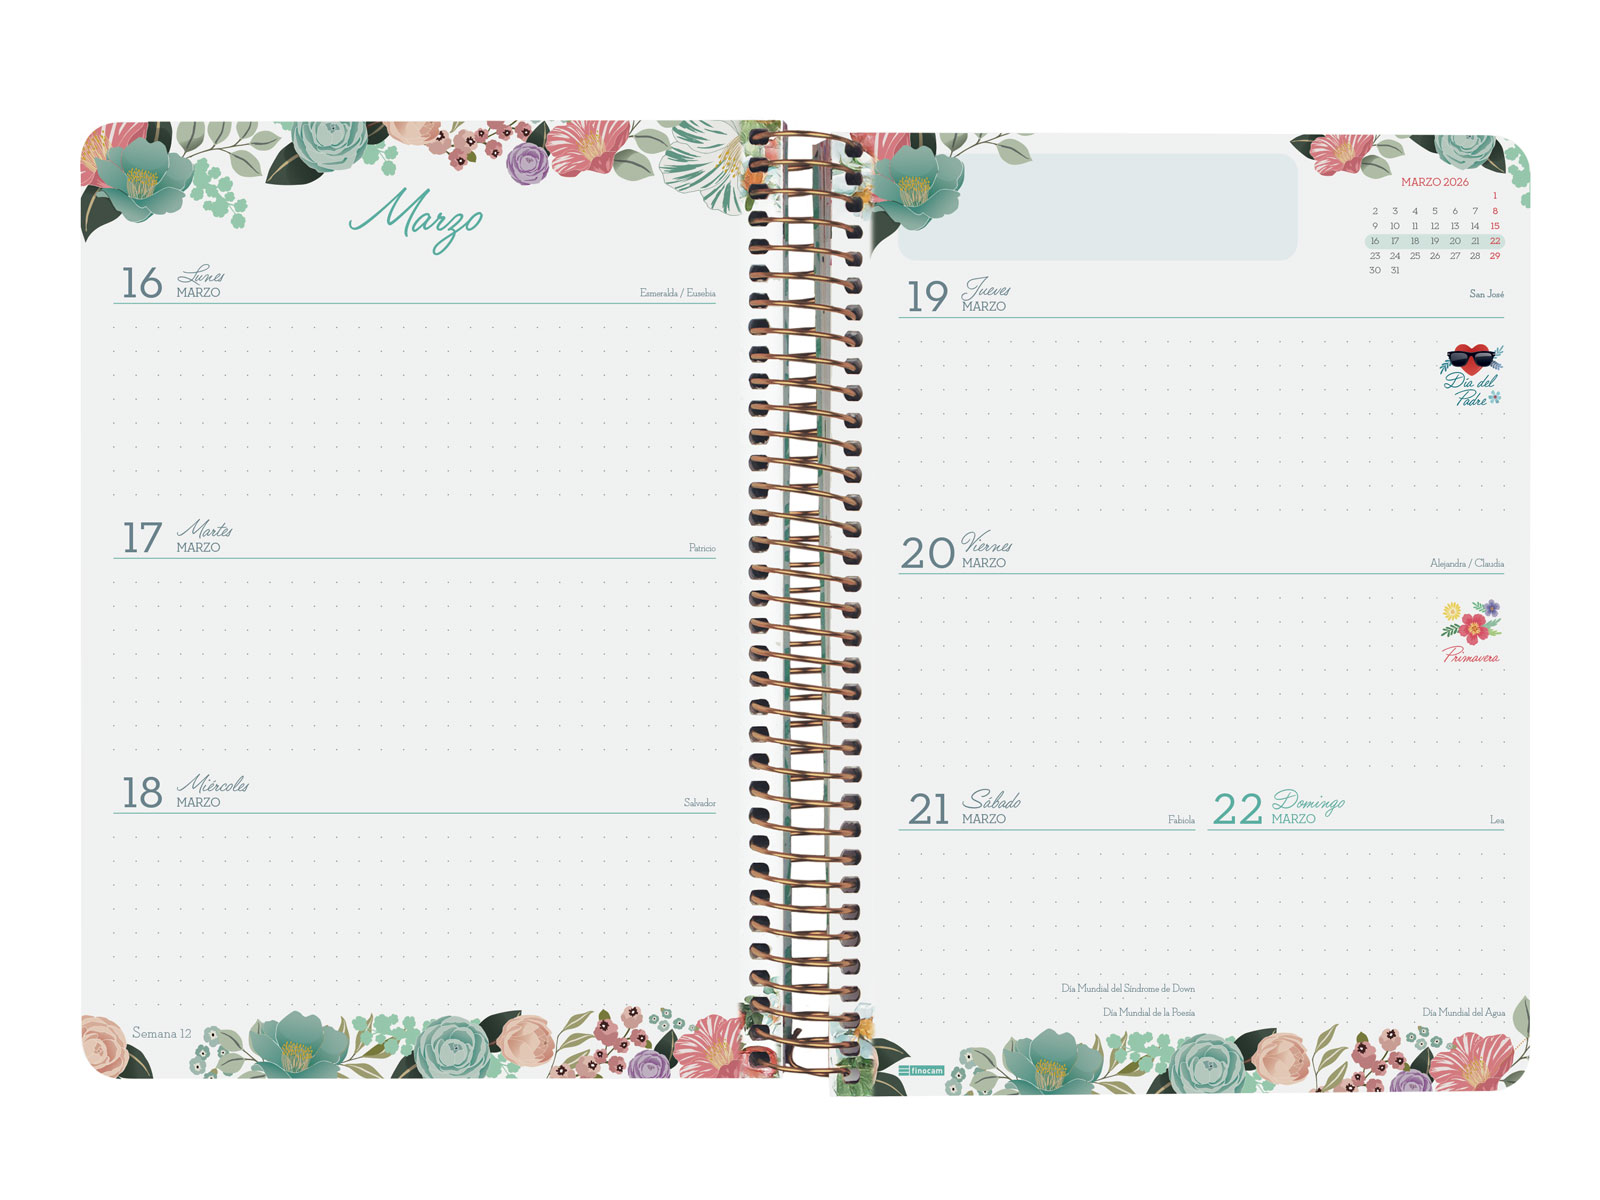 Marzo
16 Lunes
MARZO
Esmeralda / Eusebia
17 Martes
MARZO
Patricio
18 Miércoles
MARZO
Salvador
Semana 12
MARZO 2026
1
2 3 4 5 6 7 8
9 10 11 12 13 14 15
16 17 18 19 20 21 22
23 24 25 26 27 28 29
30 31
19 Jueves
MARZO
San José
Día del
Padre
20 Viernes
MARZO
Alejandra / Claudia
Primavera
21 Sábado
MARZO
Fabiola
Día Mundial del Síndrome de Down
Día Mundial de la Poesía
22 Domingo
MARZO
Lea
Día Mundial del Agua
finocam